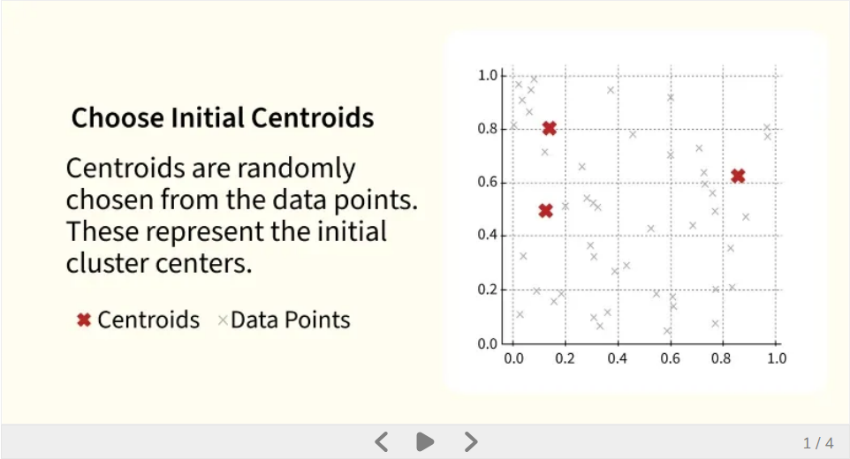 Choose Initial Centroids
Centroids are randomly
chosen from the data points.
These represent the initial
cluster centers.
Centroids Data Points
1.0
0.8
0.6
0.4
0.2
0.0
0.0 0.2 0.4 0.6 0.8 1.0
1 / 4